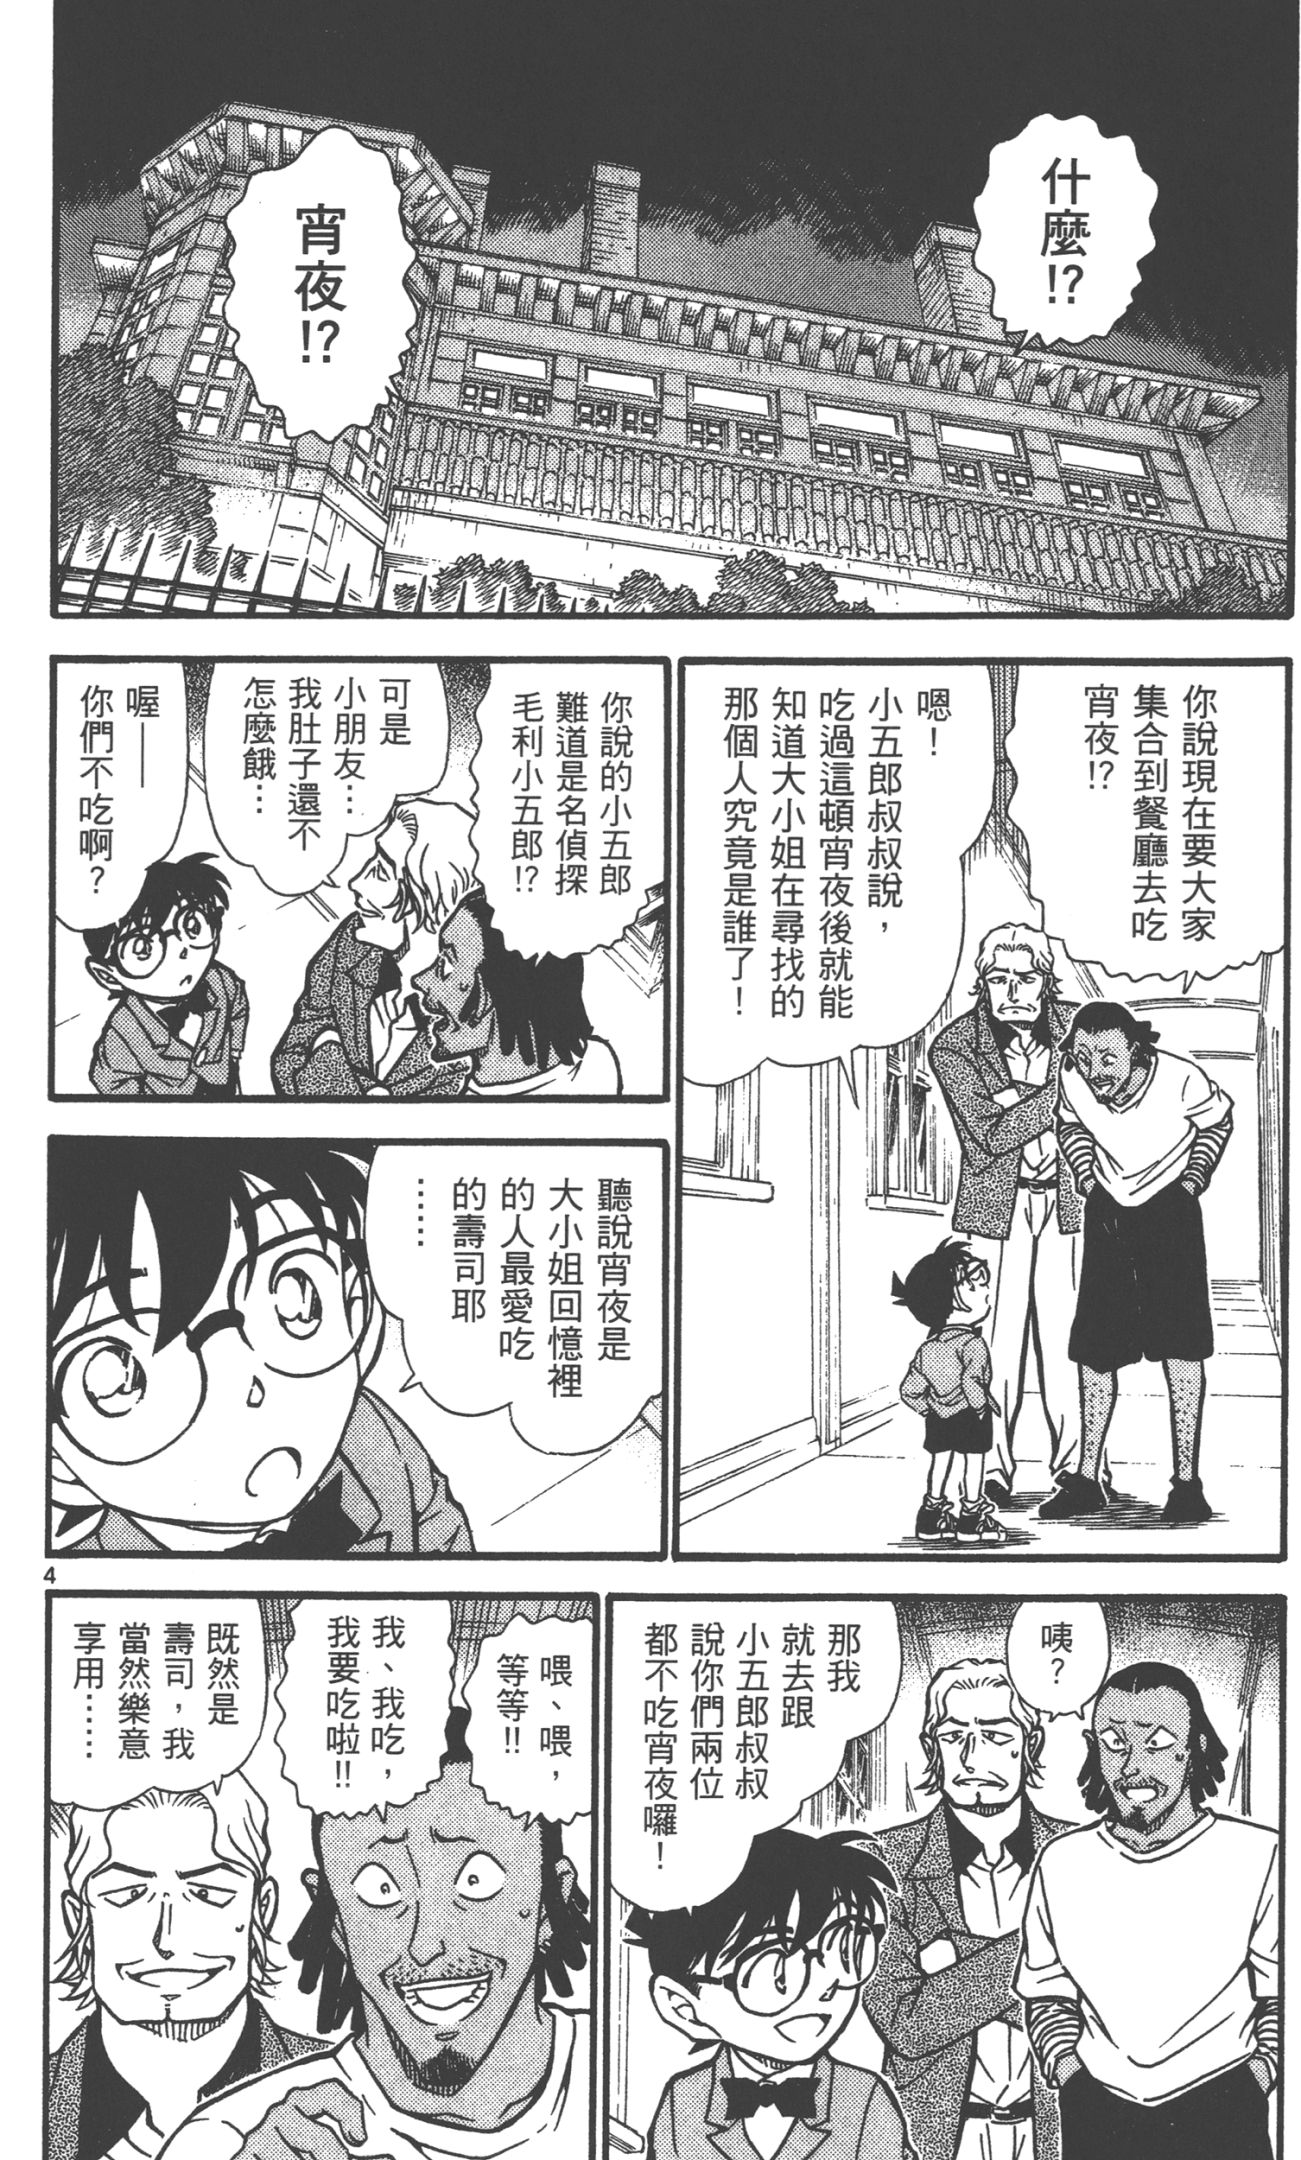 什麼!?
宵夜!?
你說現在要大家
集合到餐廳去吃
宵夜!?
嗯！
小五郎叔叔說，
吃過這頓宵夜後就能
知道大小姐在尋找的
那個人究竟是誰了！
你說的小五郎
難道是名偵探
毛利小五郎!?
可是
小朋友…
我肚子還不
怎麼餓…
喔──
你們不吃啊？
聽說宵夜是
大小姐回憶裡
的人最愛吃
的壽司耶
……
咦？
那我
就去跟
小五郎叔叔
說你們兩位
都不吃宵夜囉！
喂、喂，
等等!!
我、我吃，
我要吃啦!!
既然是
壽司，我
當然樂意
享用……
4